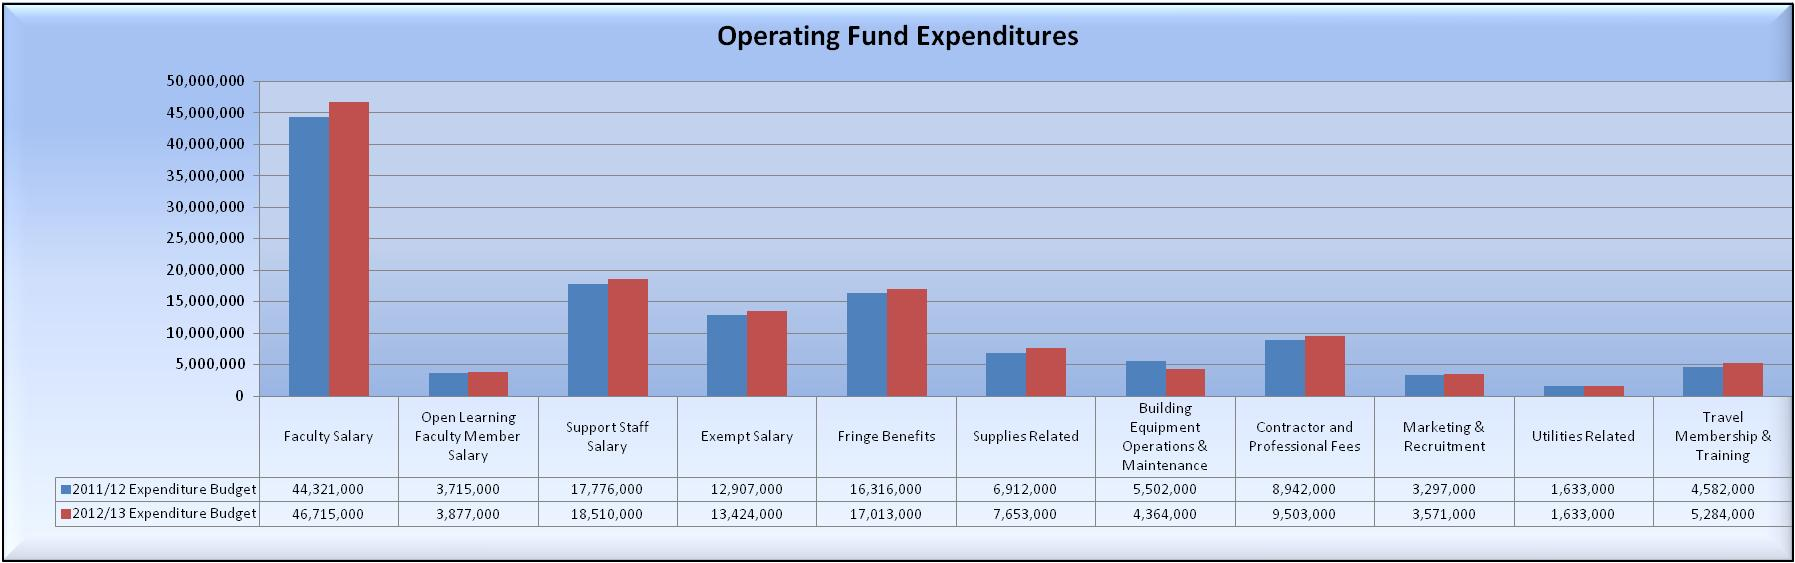 Operating Fund Expenditures
50,000,000
45,000,000
40,000,000
35,000,000
30,000,000
25,000,000
20,000,000
15,000,000
10,000,000
5,000,000
0
Faculty Salary
Open Learning
Faculty Member
Salary
Support Staff
Salary
Exempt Salary
Fringe Benefits
Supplies Related
Building
Equipment
Operations &
Maintenance
Contractor and
Professional Fees
Marketing &
Recruitment
Utilities Related
Travel
Membership &
Training
2011/12 Expenditure Budget 44,321,000 3,715,000 17,776,000 12,907,000 16,316,000 6,912,000 5,502,000 8,942,000 3,297,000 1,633,000 4,582,000
2012/13 Expenditure Budget 46,715,000 3,877,000 18,510,000 13,424,000 17,013,000 7,653,000 4,364,000 9,503,000 3,571,000 1,633,000 5,284,000